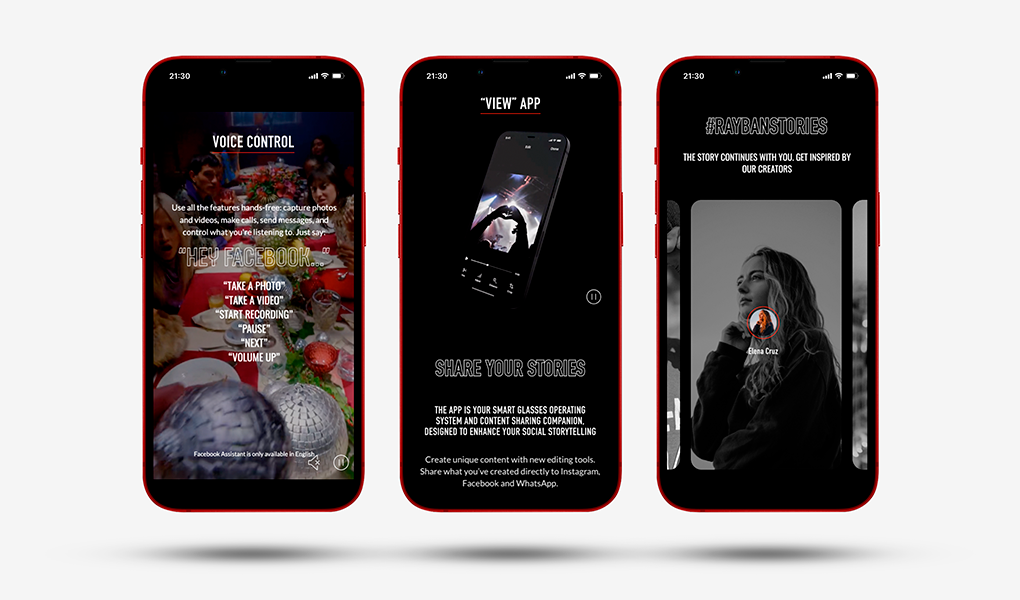 21:30
VOICE CONTROL
Use all the features hands-free: capture photos
and videos, make calls, send messages, and
control what you're listening to. Just say:
"HEY FACEBOOK..."
"TAKE A PHOTO"
"TAKE A VIDEO"
"START RECORDING"
"PAUSE"
"NEXT"
"VOLUME UP"
Facebook Assistant is only available in English.
21:30
"VIEW" APP
Edit
SHARE YOUR STORIES
THE APP IS YOUR SMART GLASSES OPERATING
SYSTEM AND CONTENT SHARING COMPANION,
DESIGNED TO ENHANCE YOUR SOCIAL STORYTELLING
Create unique content with new editing tools.
Share what you've created directly to Instagram,
Facebook and WhatsApp.
21:30
#RAYBANSTORIES
THE STORY CONTINUES WITH YOU. GET INSPIRED BY
OUR CREATORS
Elena Cruz